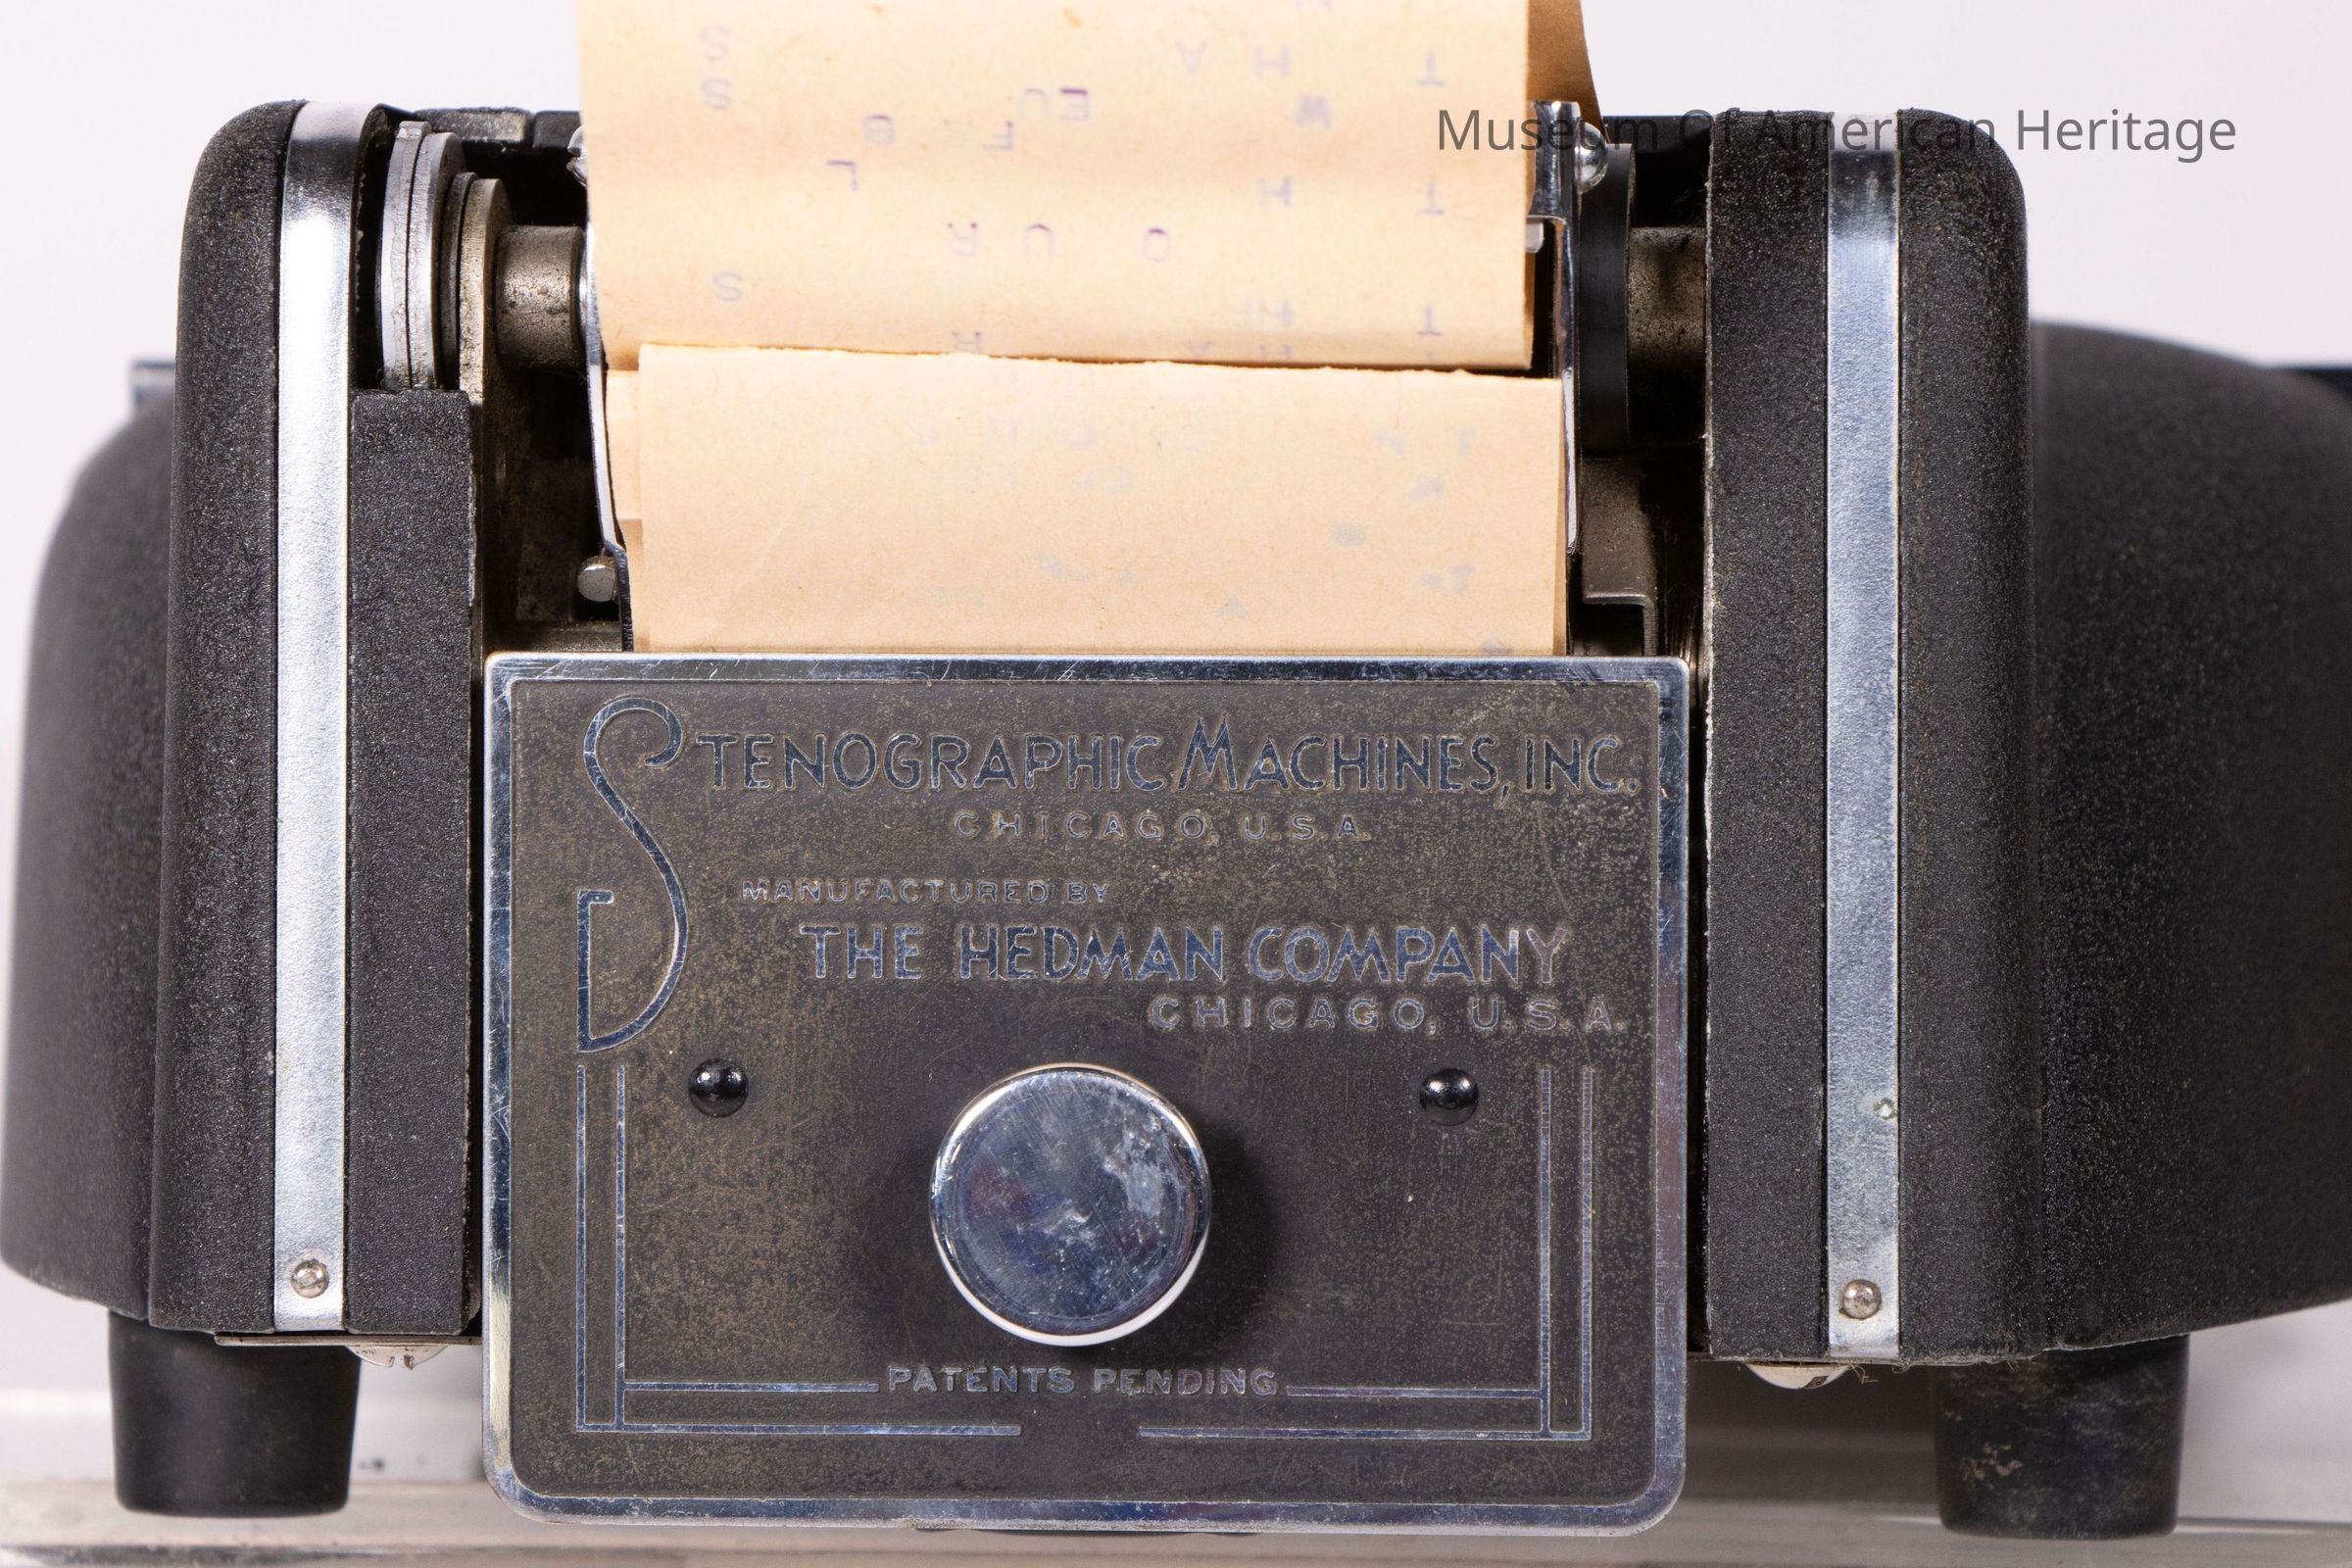 Museum Of American Heritage
STENOGRAPHIC MACHINES, INC.
CHICAGO, U.S.A.
MANUFACTURED BY
THE HEDMAN COMPANY
CHICAGO, U.S.A.
PATENTS PENDING